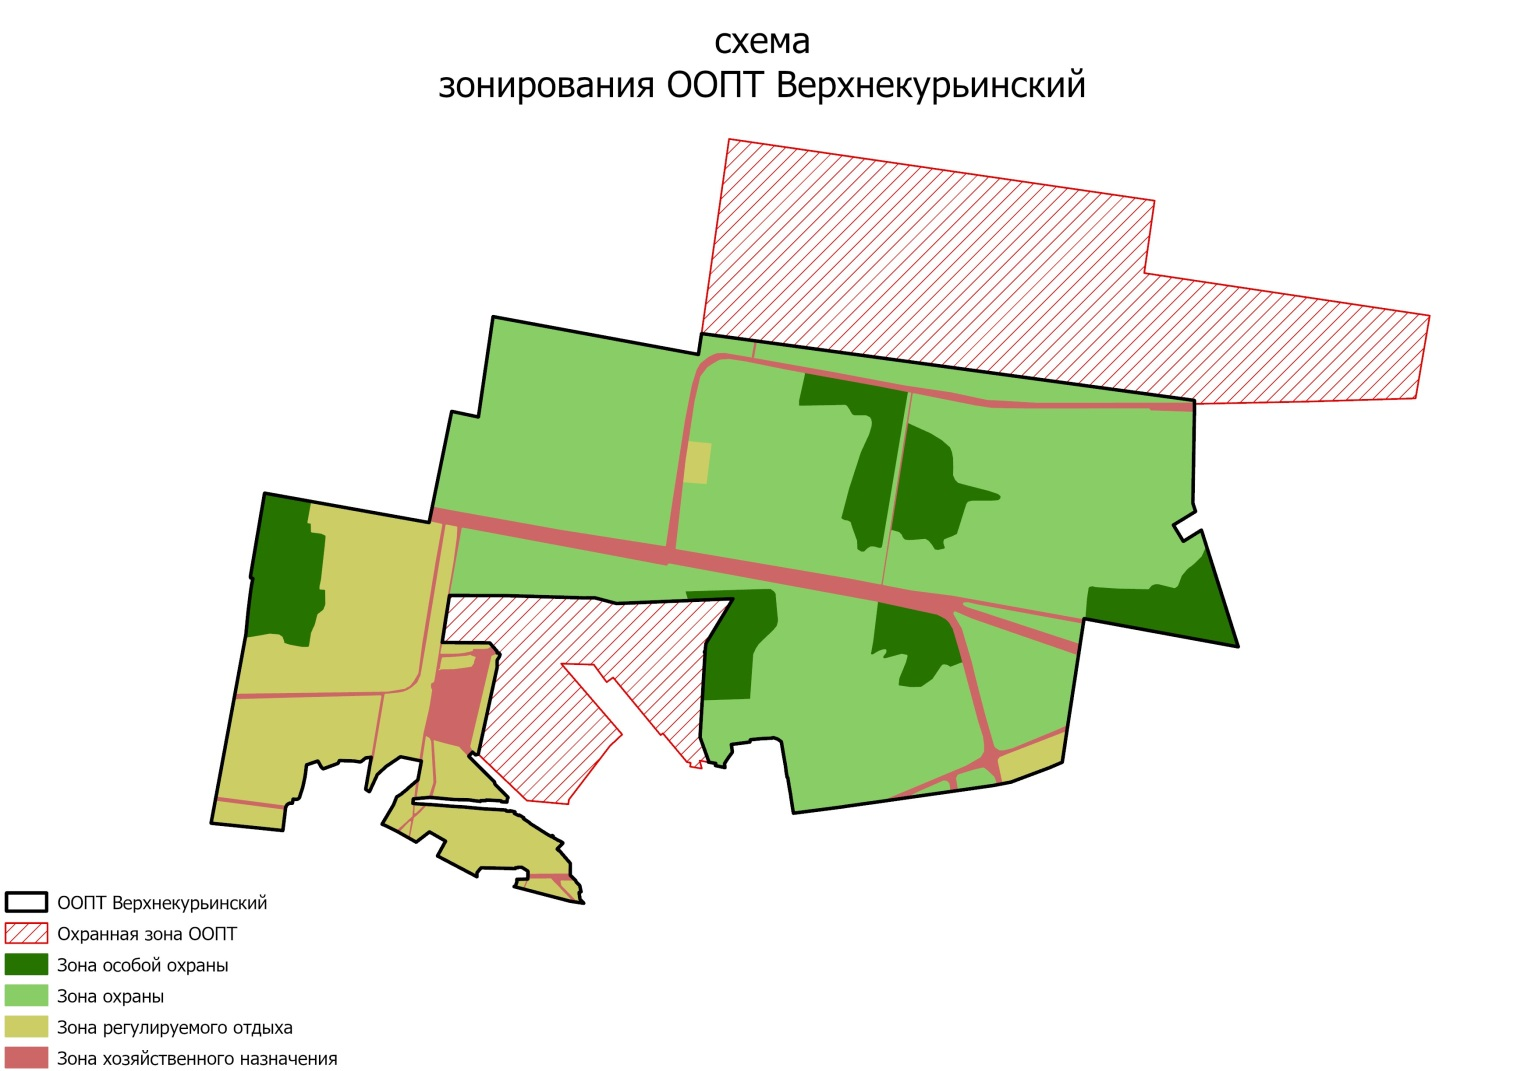 схема
зонирования ООПТ Верхнекурьинский
ООПТ Верхнекурьинский
Охранная зона ООПТ
Зона особой охраны
Зона охраны
Зона регулируемого отдыха
Зона хозяйственного назначения